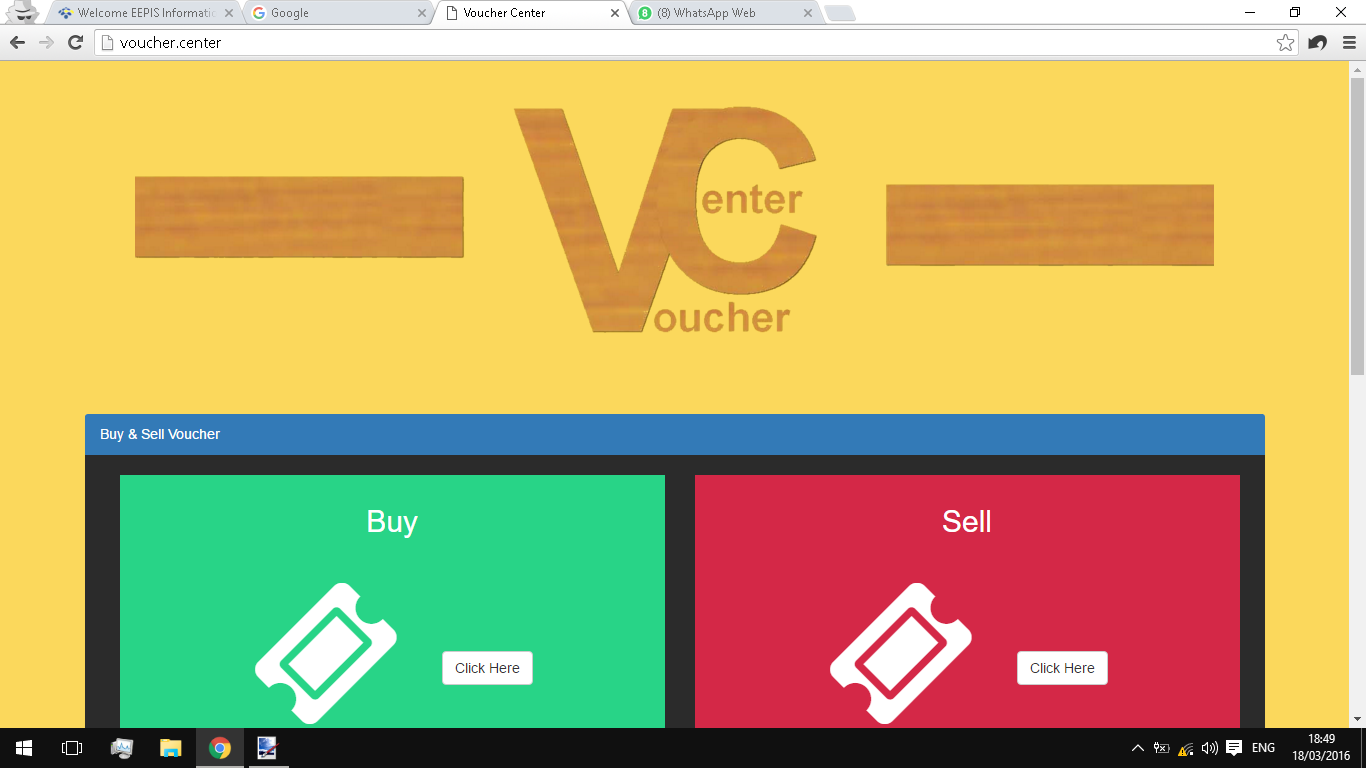 Welcome EEPIS Informatic
Google
Voucher Center
(8) WhatsApp Web
voucher.center
VC
enter
oucher
Buy & Sell Voucher
Buy
Sell
Click Here
Click Here
ENG
18:49
18/03/2016